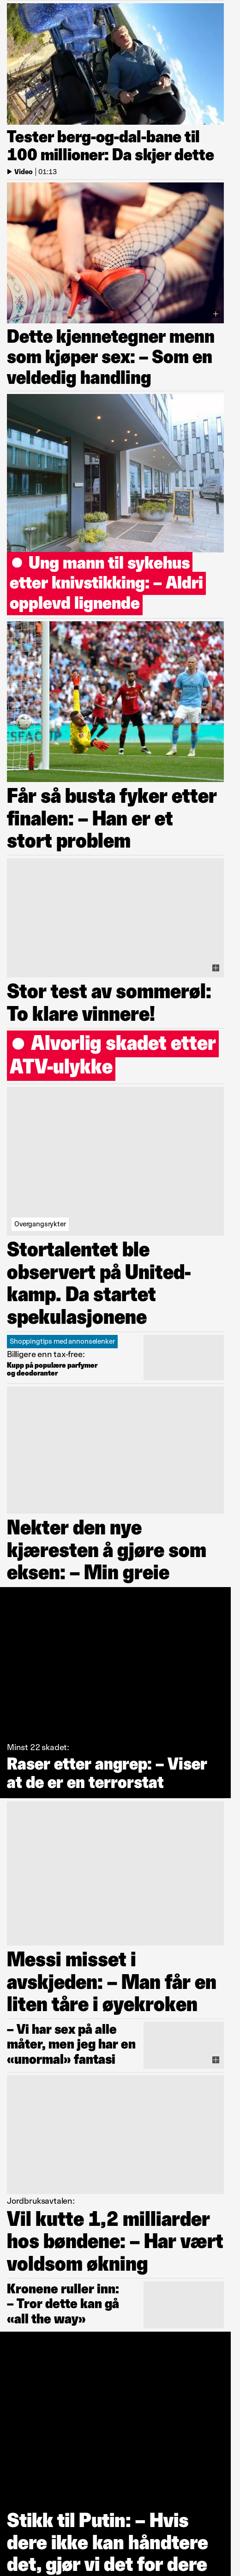 Tester berg-og-dal-bane til
100 millioner: Da skjer dette
Video | 01:13
Dette kjennetegner menn
som kjøper sex: – Som en
veldedig handling
Ung mann til sykehus
etter knivstikking: – Aldri
opplevd lignende
Får så busta fyker etter
finalen: – Han er et
stort problem
Stor test av sommerøl:
To klare vinnere!
Alvorlig skadet etter
ATV-ulykke
Overgangsrykter
Stortalentet ble
observert på United-
kamp. Da startet
spekulasjonene
Shoppingtips med annonselenker
Billigere enn tax-free:
Kupp på populære parfymer
og deodoranter
Nekter den nye
kjæresten å gjøre som
eksen: – Min greie
Minst 22 skadet:
Raser etter angrep: – Viser
at de er en terrorstat
Messi misset i
avskjeden: – Man får en
liten tåre i øyekroken
– Vi har sex på alle
måter, men jeg har en
«unormal» fantasi
Jordbruksavtalen:
Vil kutte 1,2 milliarder
hos bøndene: – Har vært
voldsom økning
Kronene ruller inn:
– Tror dette kan gå
«all the way»
Stikk til Putin: – Hvis
dere ikke kan håndtere
det, gjør vi det for dere